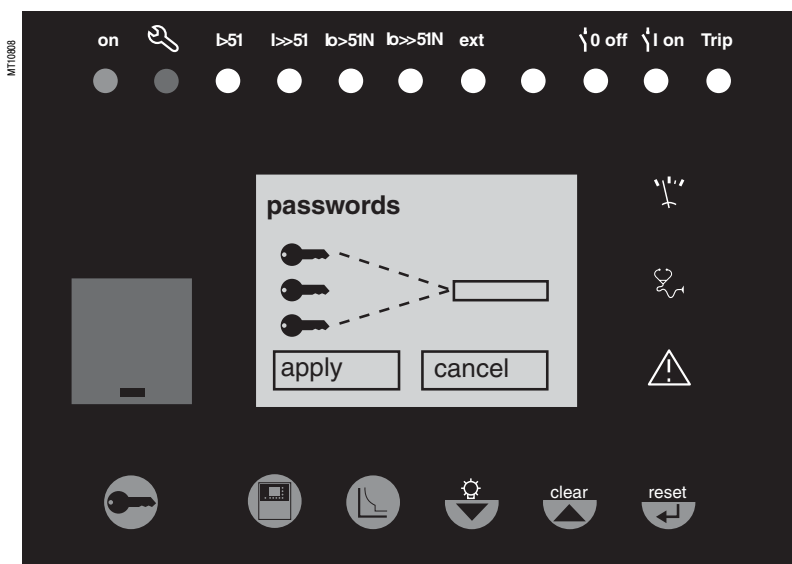 MT10808
on I>51 I>>51 Io>51N Io>>51N ext 0 off I on Trip
passwords
apply cancel
clear reset